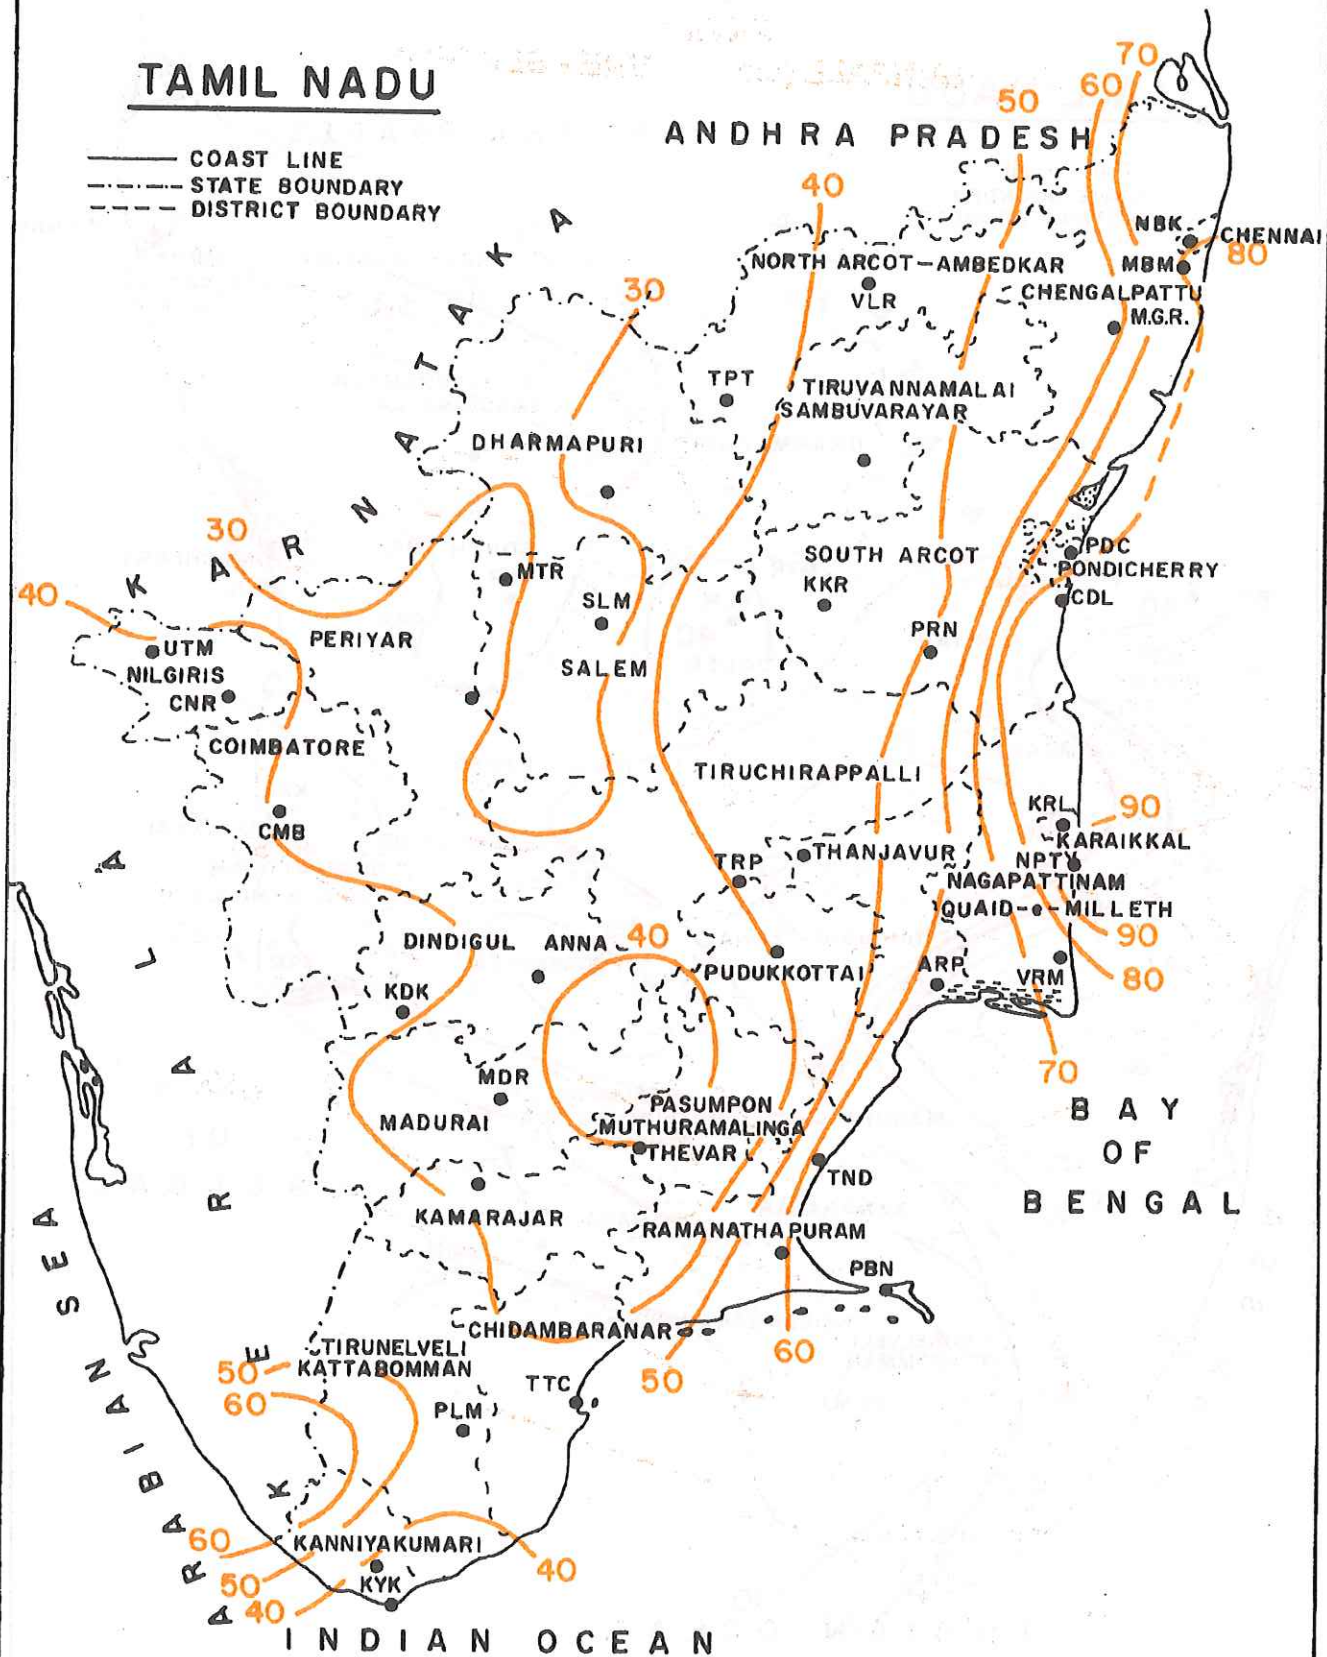 TAMIL NADU
COAST LINE
STATE BOUNDARY
DISTRICT BOUNDARY
ANDHRA PRADESH
KARNATAKA
KERALA
ARABIAN SEA
BAY
OF
BENGAL
INDIAN OCEAN
70
60
50
40
30
NBK
CHENNAI
80
MBM
NORTH ARCOT-AMBEDKAR
VLR
CHENGALPATTU
M.G.R.
TPT
TIRUVANNAMALAI
SAMBUVARAYAR
DHARMAPURI
30
40
MTR
SLM
SALEM
PERIYAR
UTM
NILGIRIS
CNR
COIMBATORE
CMB
SOUTH ARCOT
KKR
PRN
PDC
PONDICHERRY
CDL
TIRUCHIRAPPALLI
TRP
THANJAVUR
KRL
90
KARAIKKAL
NPTY
NAGAPATTINAM
QUAID-e-MILLETH
90
80
70
DINDIGUL ANNA
40
KDK
PUDUKKOTTAI
ARP
VRM
MDR
MADURAI
PASUMPON
MUTHURAMALINGA
THEVAR
TND
KAMARAJAR
RAMANATHAPURAM
PBN
CHIDAMBARANAR
60
50
TIRUNELVELI
KATTABOMMAN
50
60
TTC
PLM
KANNIYAKUMARI
KYK
60
50
40
40